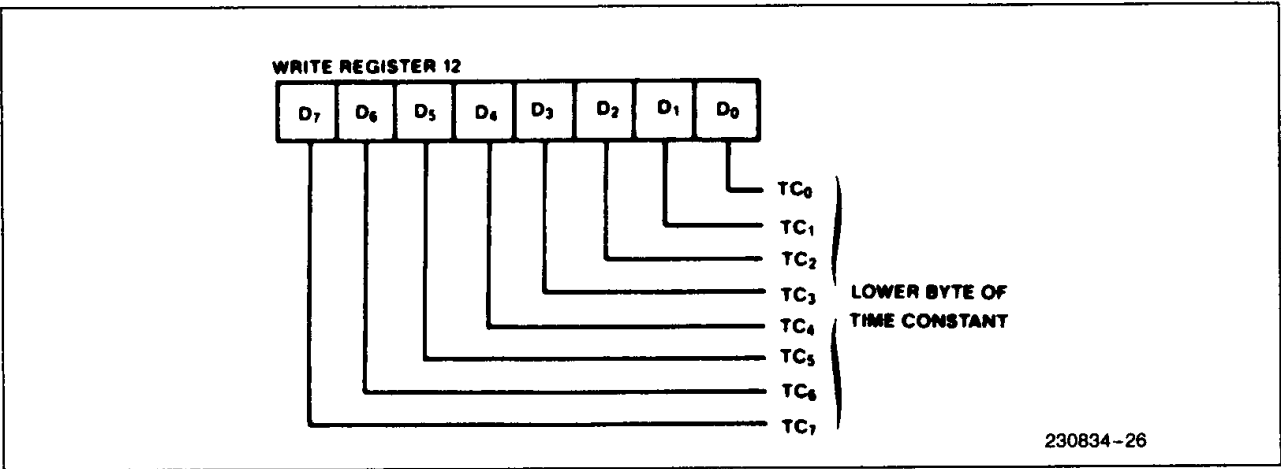 WRITE REGISTER 12
D7 D6 D5 D4 D3 D2 D1 D0
TC0
TC1
TC2
TC3 LOWER BYTE OF
TC4 TIME CONSTANT
TC5
TC6
TC7
230834-26